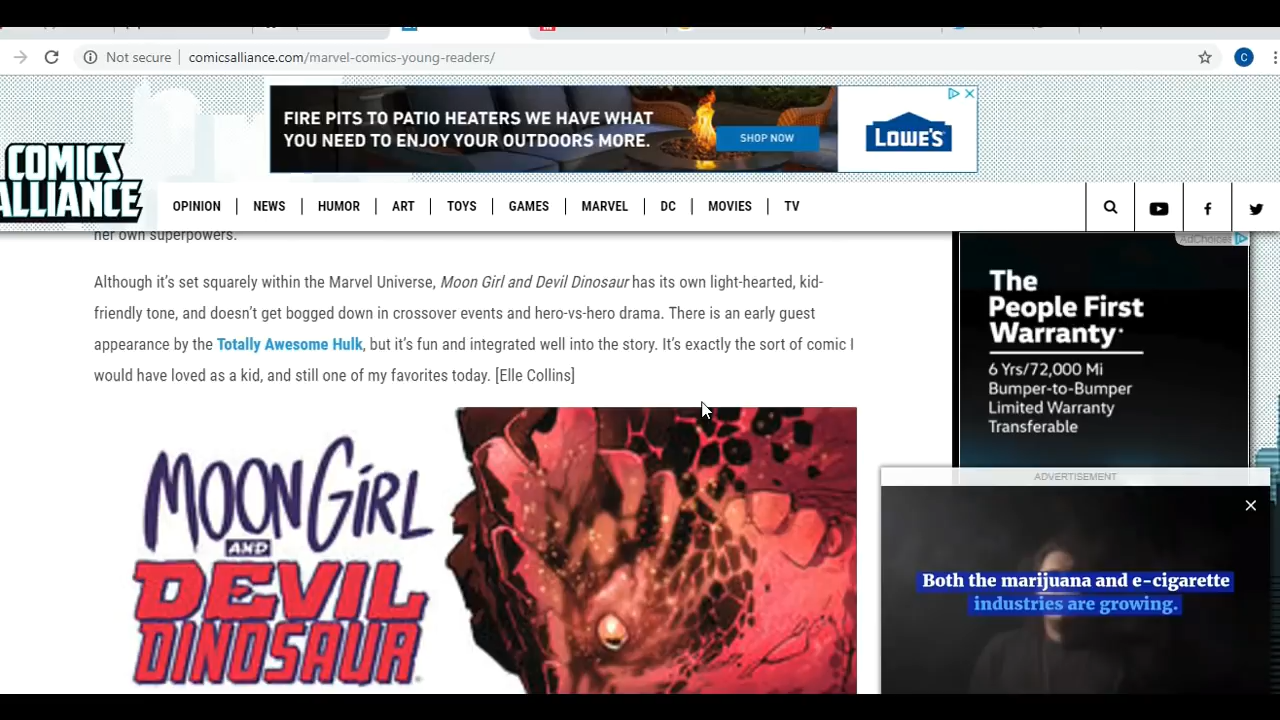 Not secure
comicsalliance.com/marvel-comics-young-readers/
C
FIRE PITS TO PATIO HEATERS WE HAVE WHAT
YOU NEED TO ENJOY YOUR OUTDOORS MORE.
SHOP NOW
LOWE'S
COMICS
ALLIANCE
OPINION
NEWS
HUMOR
ART
TOYS
GAMES
MARVEL
DC
MOVIES
TV
her own superpowers.
Although it's set squarely within the Marvel Universe, Moon Girl and Devil Dinosaur has its own light-hearted, kid-
friendly tone, and doesn't get bogged down in crossover events and hero-vs-hero drama. There is an early guest
appearance by the Totally Awesome Hulk, but it's fun and integrated well into the story. It's exactly the sort of comic I
would have loved as a kid, and still one of my favorites today. [Elle Collins]
MOON GIRL
AND
DEVIL
DINOSAUR
AdChoices
The
People First
Warranty
6 Yrs/72,000 Mi
Bumper-to-Bumper
Limited Warranty
Transferable
ADVERTISEMENT
Both the marijuana and e-cigarette
industries are growing.